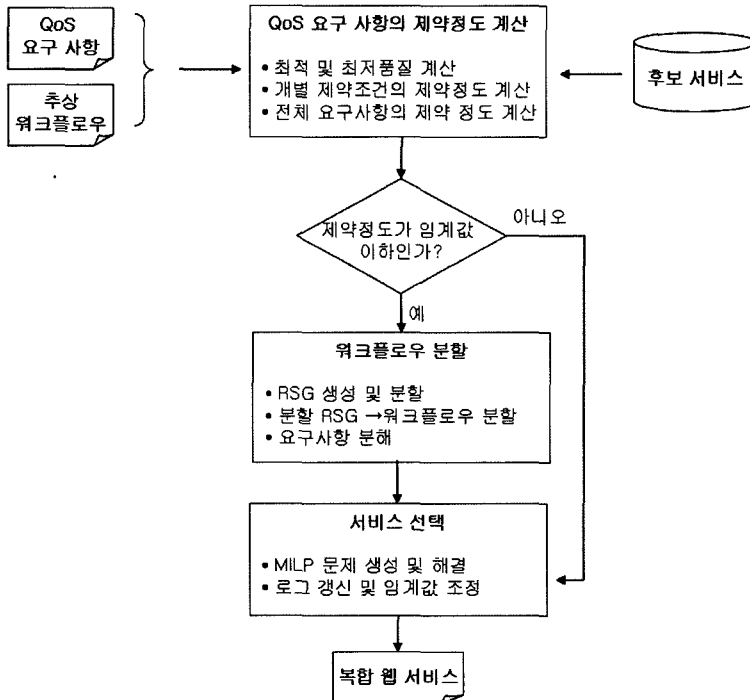 QoS
요구 사항
추상
워크플로우
QoS 요구 사항의 제약정도 계산
• 최적 및 최저품질 계산
• 개별 제약조건의 제약정도 계산
• 전체 요구사항의 제약 정도 계산
후보 서비스
제약정도가 임계값
이하인가?
아니오
예
워크플로우 분할
• RSG 생성 및 분할
• 분할 RSG →워크플로우 분할
• 요구사항 분해
서비스 선택
• MILP 문제 생성 및 해결
• 로그 갱신 및 임계값 조정
복합 웹 서비스